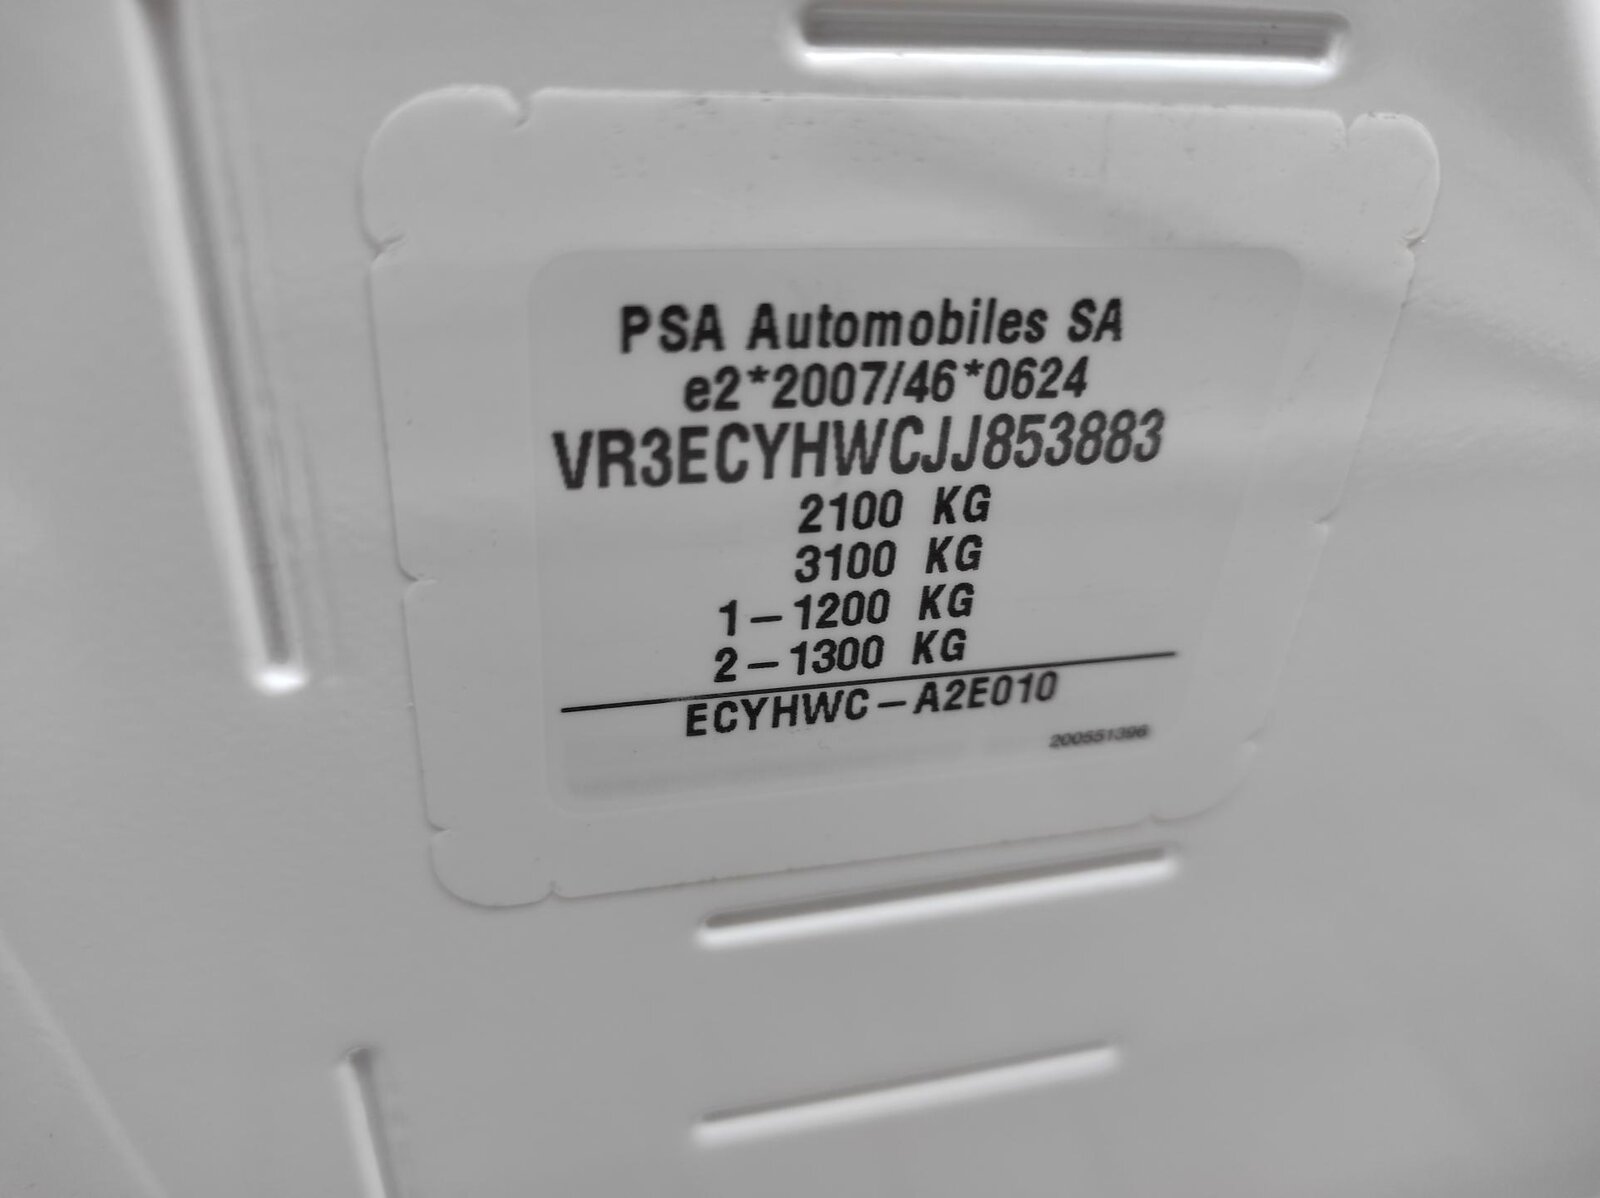 PSA Automobiles SA
e2*2007/46*0624
VR3ECYHWCJJ853883
2100 KG
3100 KG
1-1200 KG
2-1300 KG
ECYHWC-A2E010
200551396